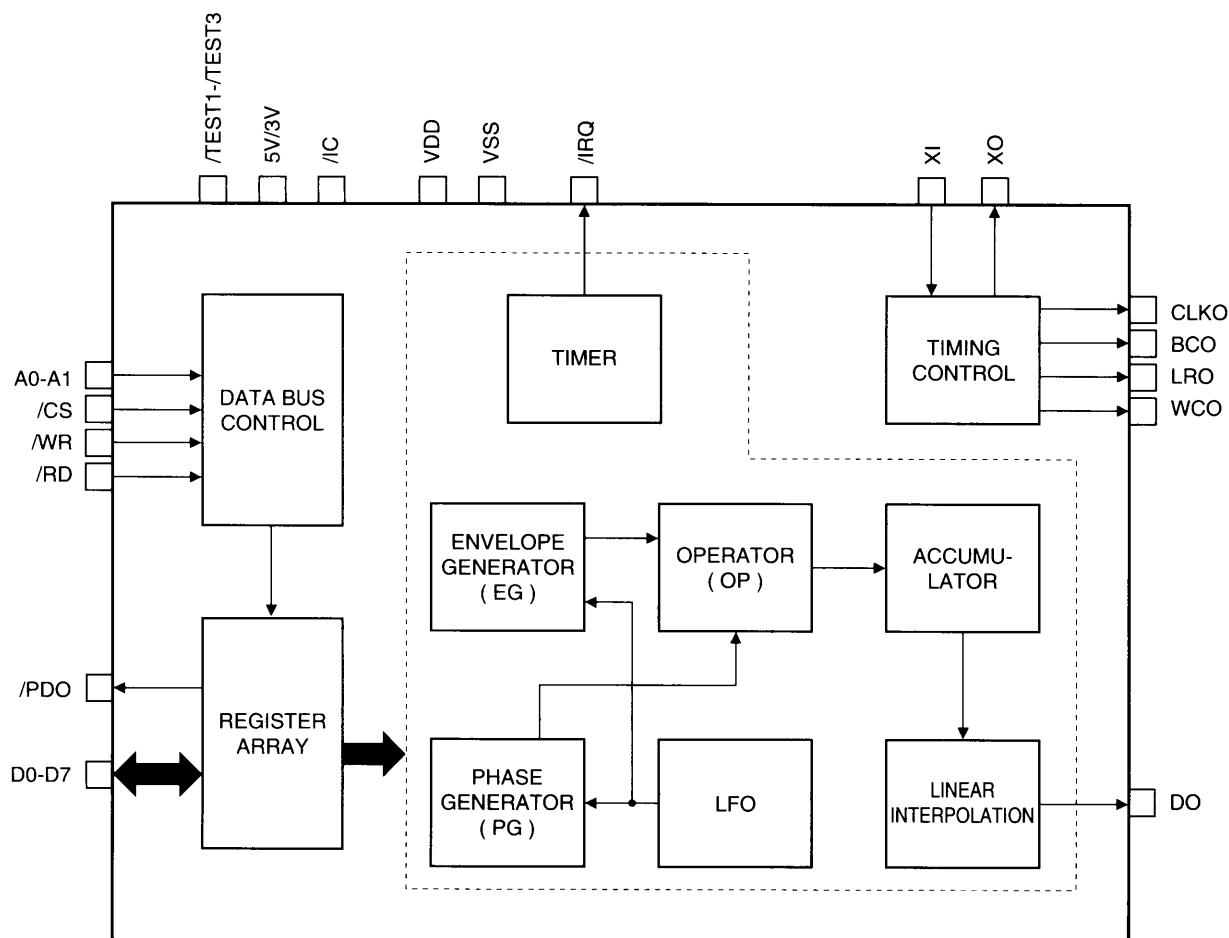 /TEST1-/TEST3
5V/3V
/IC
VDD
VSS
/IRQ
XI
XO
A0-A1
/CS
/WR
/RD
DATA BUS
CONTROL
TIMER
TIMING
CONTROL
CLKO
BCO
LRO
WCO
ENVELOPE
GENERATOR
( EG )
OPERATOR
( OP )
ACCUMU-
LATOR
/PDO
D0-D7
REGISTER
ARRAY
PHASE
GENERATOR
( PG )
LFO
LINEAR
INTERPOLATION
DO